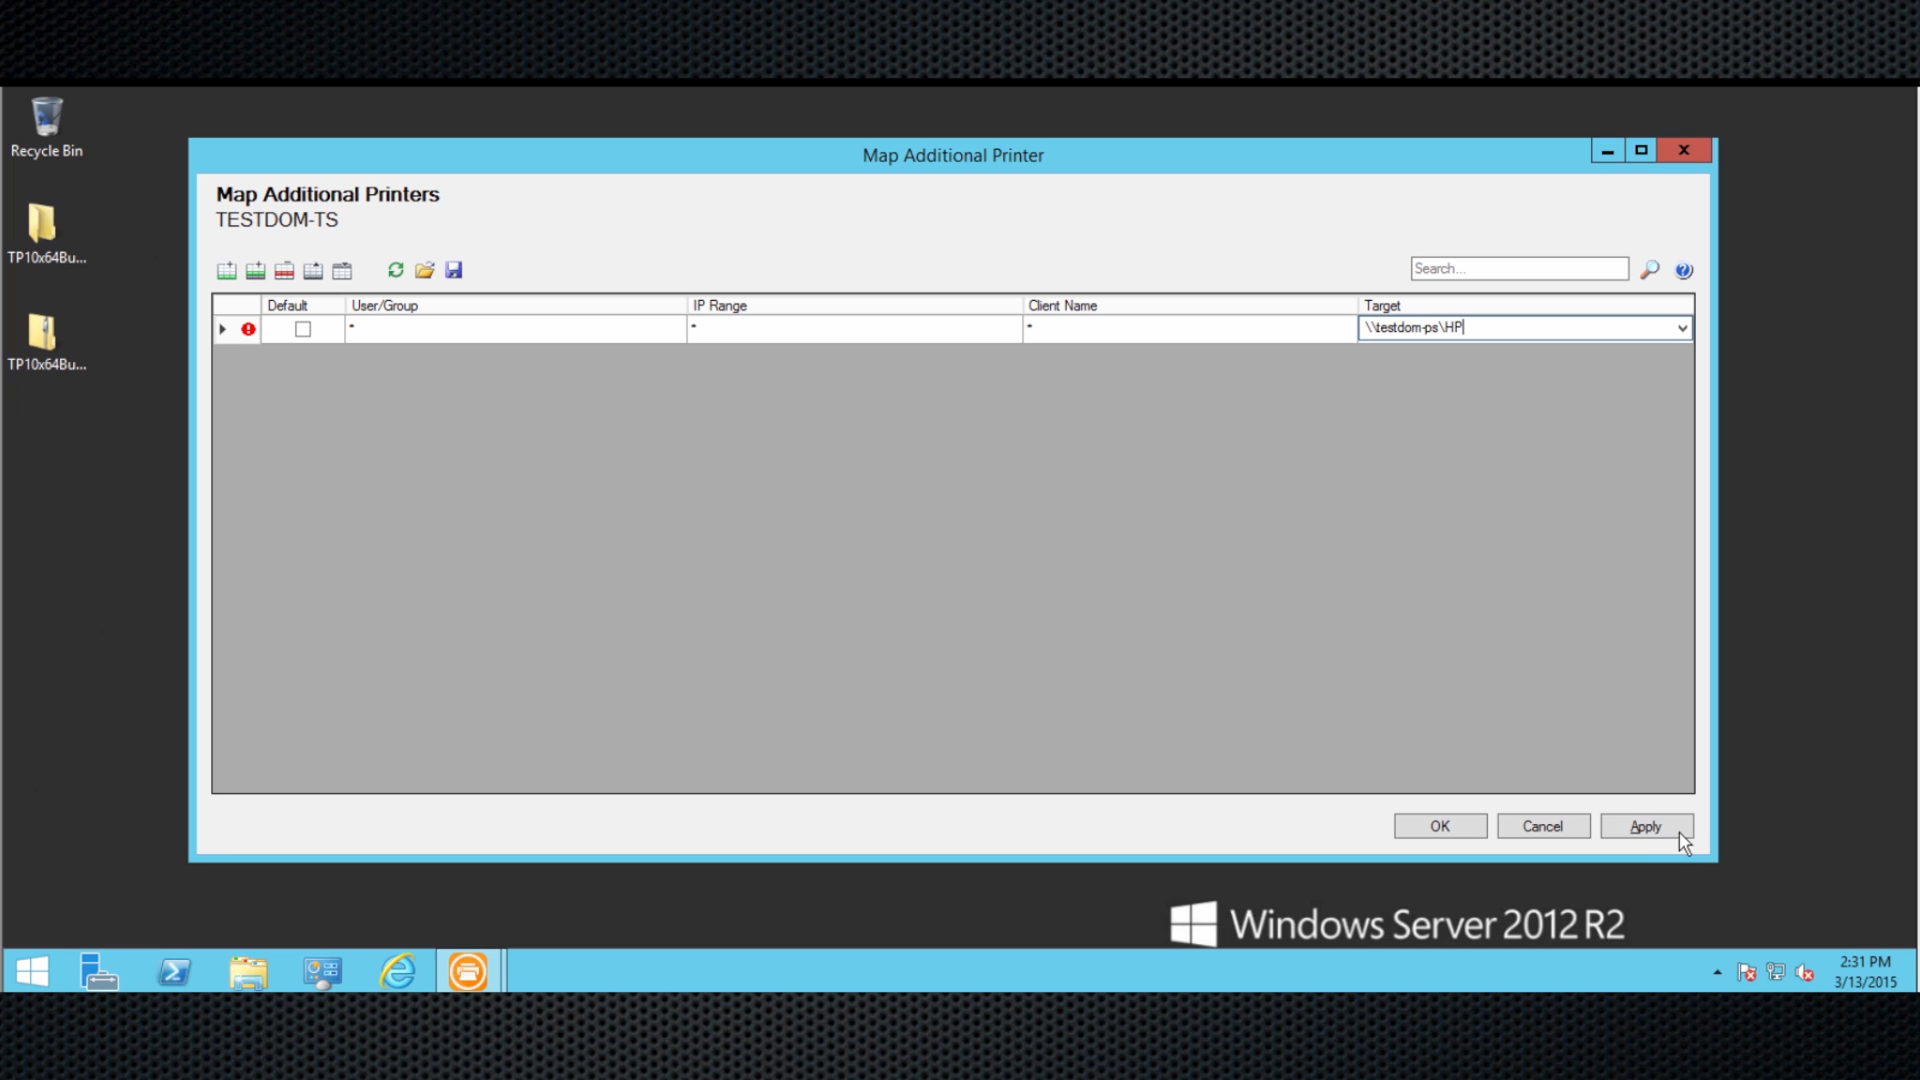 Recycle Bin
TP10x64Bu...
TP10x64Bu...
Map Additional Printer
X
Map Additional Printers
TESTDOM-TS
Search...
Default User/Group IP Range Client Name Target
* * * \\testdom-ps\HP
OK Cancel Apply
Windows Server 2012 R2
2:31 PM
3/13/2015